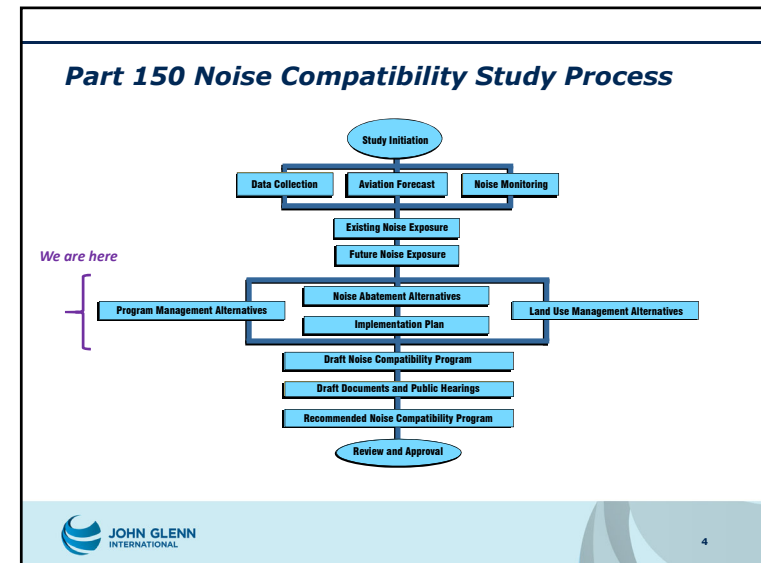 Part 150 Noise Compatibility Study Process
Study Initiation
Data Collection
Aviation Forecast
Noise Monitoring
Existing Noise Exposure
Future Noise Exposure
We are here
Noise Abatement Alternatives
Program Management Alternatives
Land Use Management Alternatives
Implementation Plan
Draft Noise Compatibility Program
Draft Documents and Public Hearings
Recommended Noise Compatibility Program
Review and Approval
JOHN GLENN
INTERNATIONAL
4